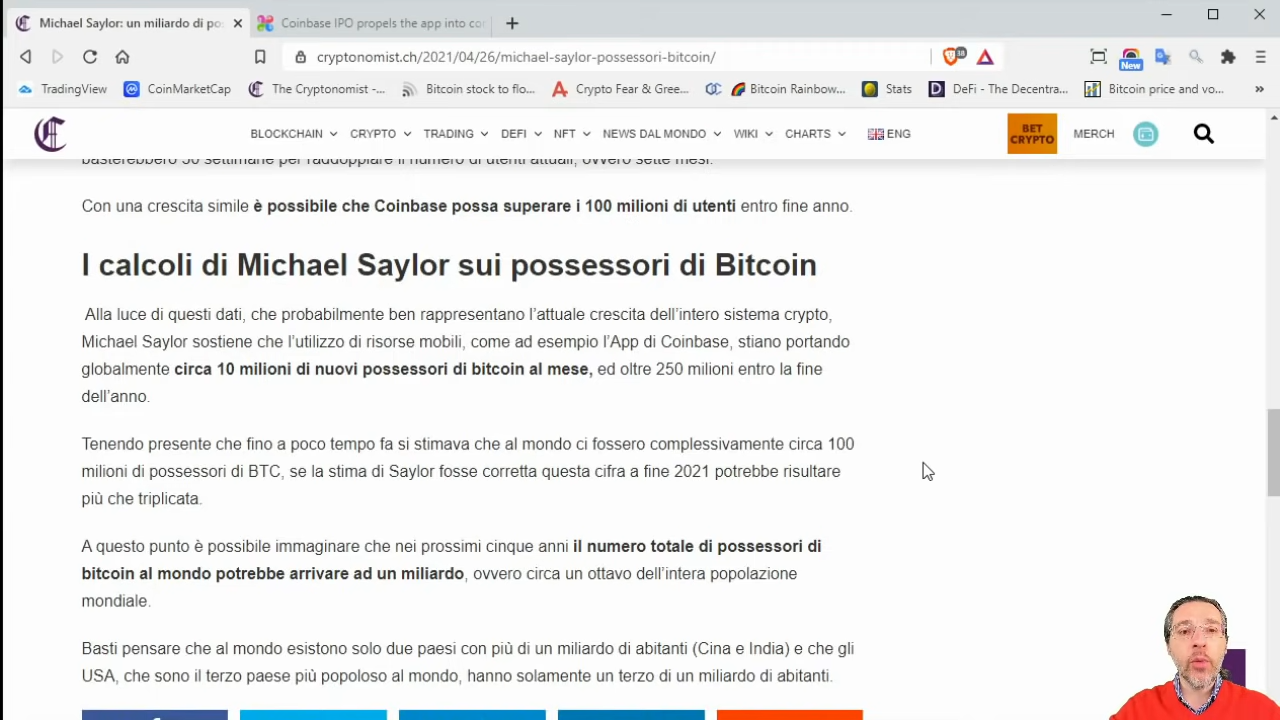 Michael Saylor: un miliardo di po
Coinbase IPO propels the app into cor
cryptonomist.ch/2021/04/26/michael-saylor-possessori-bitcoin/
38
New
TradingView
CoinMarketCap
The Cryptonomist -...
Bitcoin stock to flo...
Crypto Fear & Gree...
Bitcoin Rainbow...
Stats
DeFi - The Decentra...
Bitcoin price and vo...
»
BLOCKCHAIN
CRYPTO
TRADING
DEFI
NFT
NEWS DAL MONDO
WIKI
CHARTS
ENG
BET
CRYPTO
MERCH
basterebbero 30 settimane per raddoppiare il numero di utenti attuali, ovvero sette mesi.
Con una crescita simile è possibile che Coinbase possa superare i 100 milioni di utenti entro fine anno.
I calcoli di Michael Saylor sui possessori di Bitcoin
Alla luce di questi dati, che probabilmente ben rappresentano l'attuale crescita dell'intero sistema crypto,
Michael Saylor sostiene che l'utilizzo di risorse mobili, come ad esempio l'App di Coinbase, stiano portando
globalmente circa 10 milioni di nuovi possessori di bitcoin al mese, ed oltre 250 milioni entro la fine
dell'anno.
Tenendo presente che fino a poco tempo fa si stimava che al mondo ci fossero complessivamente circa 100
milioni di possessori di BTC, se la stima di Saylor fosse corretta questa cifra a fine 2021 potrebbe risultare
più che triplicata.
A questo punto è possibile immaginare che nei prossimi cinque anni il numero totale di possessori di
bitcoin al mondo potrebbe arrivare ad un miliardo, ovvero circa un ottavo dell'intera popolazione
mondiale.
Basti pensare che al mondo esistono solo due paesi con più di un miliardo di abitanti (Cina e India) e che gli
USA, che sono il terzo paese più popoloso al mondo, hanno solamente un terzo di un miliardo di abitanti.